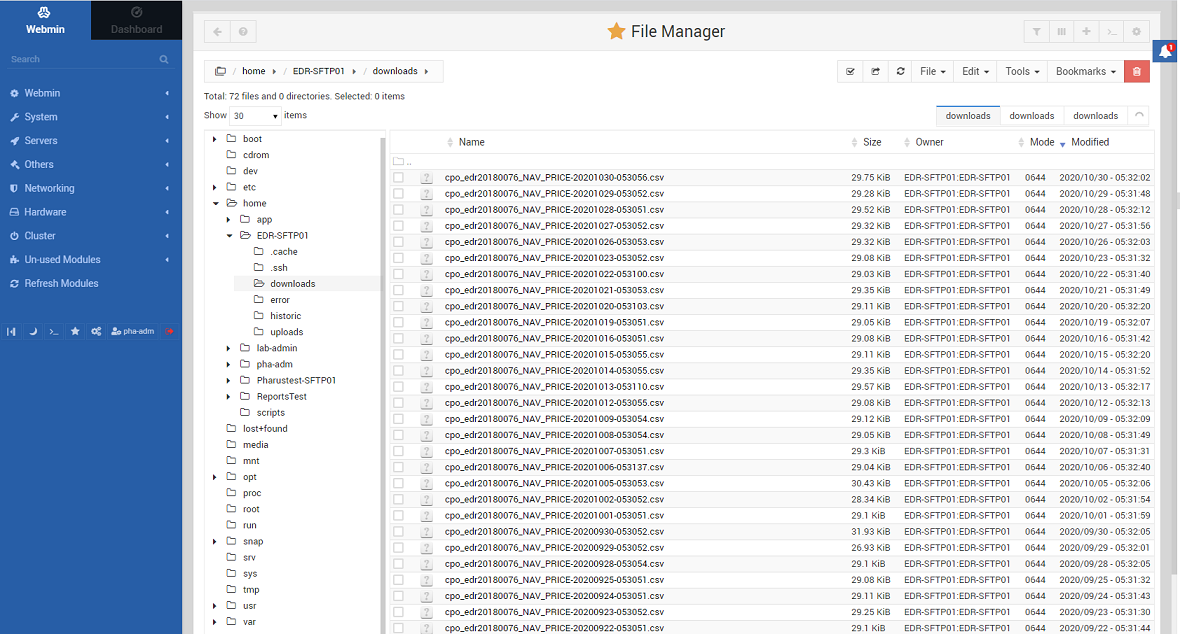 Webmin
Dashboard
Search
Webmin
System
Servers
Others
Networking
Hardware
Cluster
Un-used Modules
Refresh Modules
pha-adm
File Manager
1
/ home / EDR-SFTP01 / downloads
File Edit Tools Bookmarks
Total: 72 files and 0 directories. Selected: 0 items
Show 30 items
downloads downloads downloads
boot
cdrom
dev
etc
home
app
EDR-SFTP01
.cache
.ssh
downloads
error
historic
uploads
lab-admin
pha-adm
Pharustest-SFTP01
ReportsTest
scripts
lost+found
media
mnt
opt
proc
root
run
snap
srv
sys
tmp
usr
var
Name Size Owner Mode Modified
..
cpo_edr20180076_NAV_PRICE-20201030-053056.csv 29.75 KiB EDR-SFTP01:EDR-SFTP01 0644 2020/10/30 - 05:32:02
cpo_edr20180076_NAV_PRICE-20201029-053052.csv 29.28 KiB EDR-SFTP01:EDR-SFTP01 0644 2020/10/29 - 05:31:48
cpo_edr20180076_NAV_PRICE-20201028-053051.csv 29.52 KiB EDR-SFTP01:EDR-SFTP01 0644 2020/10/28 - 05:32:12
cpo_edr20180076_NAV_PRICE-20201027-053052.csv 29.32 KiB EDR-SFTP01:EDR-SFTP01 0644 2020/10/27 - 05:31:56
cpo_edr20180076_NAV_PRICE-20201026-053053.csv 29.32 KiB EDR-SFTP01:EDR-SFTP01 0644 2020/10/26 - 05:32:03
cpo_edr20180076_NAV_PRICE-20201023-053052.csv 29.08 KiB EDR-SFTP01:EDR-SFTP01 0644 2020/10/23 - 05:31:32
cpo_edr20180076_NAV_PRICE-20201022-053100.csv 29.03 KiB EDR-SFTP01:EDR-SFTP01 0644 2020/10/22 - 05:31:40
cpo_edr20180076_NAV_PRICE-20201021-053053.csv 29.35 KiB EDR-SFTP01:EDR-SFTP01 0644 2020/10/21 - 05:31:49
cpo_edr20180076_NAV_PRICE-20201020-053103.csv 29.11 KiB EDR-SFTP01:EDR-SFTP01 0644 2020/10/20 - 05:32:20
cpo_edr20180076_NAV_PRICE-20201019-053051.csv 29.05 KiB EDR-SFTP01:EDR-SFTP01 0644 2020/10/19 - 05:32:07
cpo_edr20180076_NAV_PRICE-20201016-053051.csv 29.08 KiB EDR-SFTP01:EDR-SFTP01 0644 2020/10/16 - 05:31:42
cpo_edr20180076_NAV_PRICE-20201015-053055.csv 29.11 KiB EDR-SFTP01:EDR-SFTP01 0644 2020/10/15 - 05:32:20
cpo_edr20180076_NAV_PRICE-20201014-053055.csv 29.35 KiB EDR-SFTP01:EDR-SFTP01 0644 2020/10/14 - 05:31:52
cpo_edr20180076_NAV_PRICE-20201013-053110.csv 29.57 KiB EDR-SFTP01:EDR-SFTP01 0644 2020/10/13 - 05:32:17
cpo_edr20180076_NAV_PRICE-20201012-053055.csv 29.08 KiB EDR-SFTP01:EDR-SFTP01 0644 2020/10/12 - 05:32:13
cpo_edr20180076_NAV_PRICE-20201009-053054.csv 29.12 KiB EDR-SFTP01:EDR-SFTP01 0644 2020/10/09 - 05:32:09
cpo_edr20180076_NAV_PRICE-20201008-053054.csv 29.05 KiB EDR-SFTP01:EDR-SFTP01 0644 2020/10/08 - 05:31:49
cpo_edr20180076_NAV_PRICE-20201007-053051.csv 29.3 KiB EDR-SFTP01:EDR-SFTP01 0644 2020/10/07 - 05:31:31
cpo_edr20180076_NAV_PRICE-20201006-053137.csv 29.04 KiB EDR-SFTP01:EDR-SFTP01 0644 2020/10/06 - 05:32:40
cpo_edr20180076_NAV_PRICE-20201005-053053.csv 30.43 KiB EDR-SFTP01:EDR-SFTP01 0644 2020/10/05 - 05:32:06
cpo_edr20180076_NAV_PRICE-20201002-053052.csv 28.34 KiB EDR-SFTP01:EDR-SFTP01 0644 2020/10/02 - 05:31:54
cpo_edr20180076_NAV_PRICE-20201001-053051.csv 29.1 KiB EDR-SFTP01:EDR-SFTP01 0644 2020/10/01 - 05:31:59
cpo_edr20180076_NAV_PRICE-20200930-053052.csv 31.93 KiB EDR-SFTP01:EDR-SFTP01 0644 2020/09/30 - 05:32:05
cpo_edr20180076_NAV_PRICE-20200929-053052.csv 26.93 KiB EDR-SFTP01:EDR-SFTP01 0644 2020/09/29 - 05:32:01
cpo_edr20180076_NAV_PRICE-20200928-053054.csv 29.1 KiB EDR-SFTP01:EDR-SFTP01 0644 2020/09/28 - 05:32:05
cpo_edr20180076_NAV_PRICE-20200925-053051.csv 29.08 KiB EDR-SFTP01:EDR-SFTP01 0644 2020/09/25 - 05:31:32
cpo_edr20180076_NAV_PRICE-20200924-053051.csv 29.11 KiB EDR-SFTP01:EDR-SFTP01 0644 2020/09/24 - 05:31:43
cpo_edr20180076_NAV_PRICE-20200923-053052.csv 29.25 KiB EDR-SFTP01:EDR-SFTP01 0644 2020/09/23 - 05:31:30
cpo_edr20180076_NAV_PRICE-20200922-053051.csv 29.1 KiB EDR-SFTP01:EDR-SFTP01 0644 2020/09/22 - 05:31:44